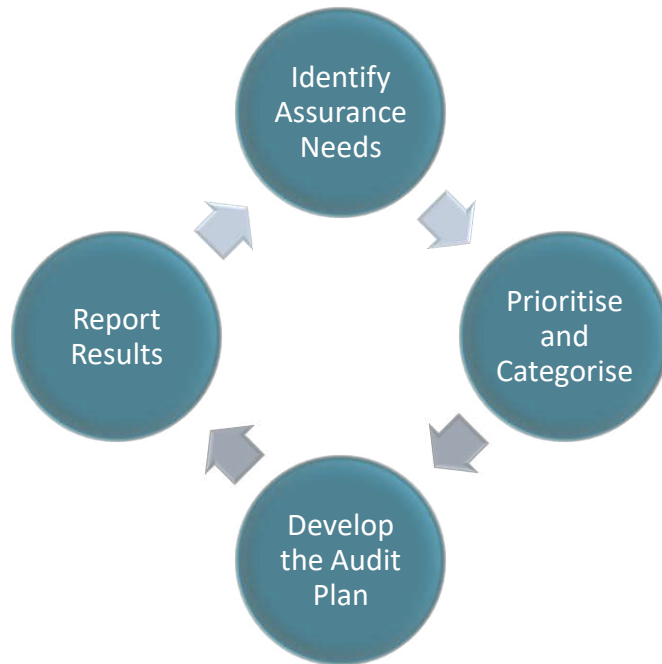 Identify
Assurance
Needs
Prioritise
and
Categorise
Develop
the Audit
Plan
Report
Results